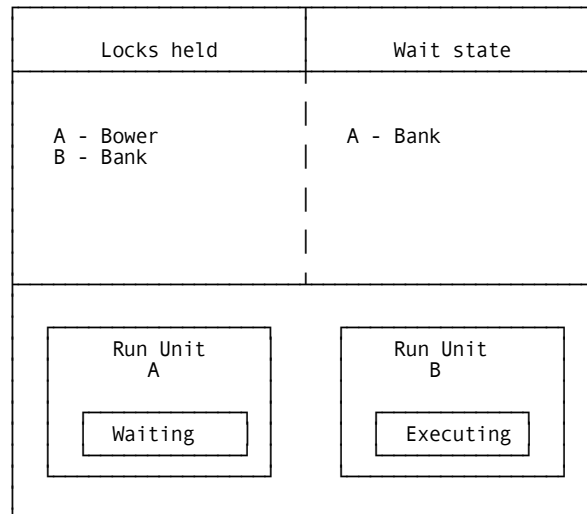 Locks held Wait state
A - Bower A - Bank
B - Bank
Run Unit Run Unit
A B
Waiting Executing